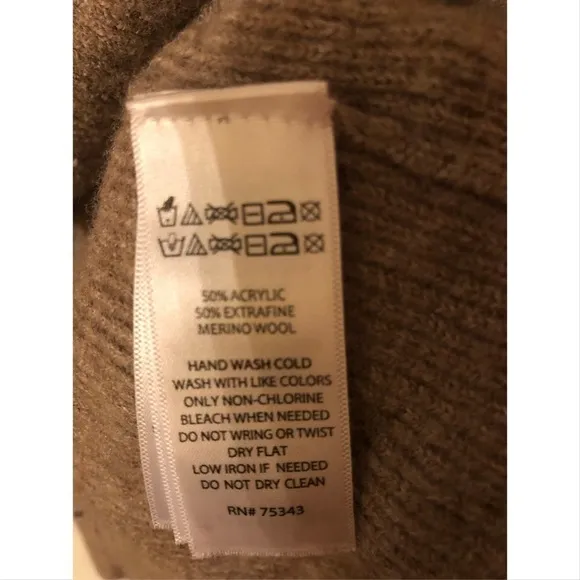 50% ACRYLIC
50% EXTRAFINE
MERINO WOOL
HAND WASH COLD
WASH WITH LIKE COLORS
ONLY NON-CHLORINE
BLEACH WHEN NEEDED
DO NOT WRING OR TWIST
DRY FLAT
LOW IRON IF NEEDED
DO NOT DRY CLEAN
RN# 75343